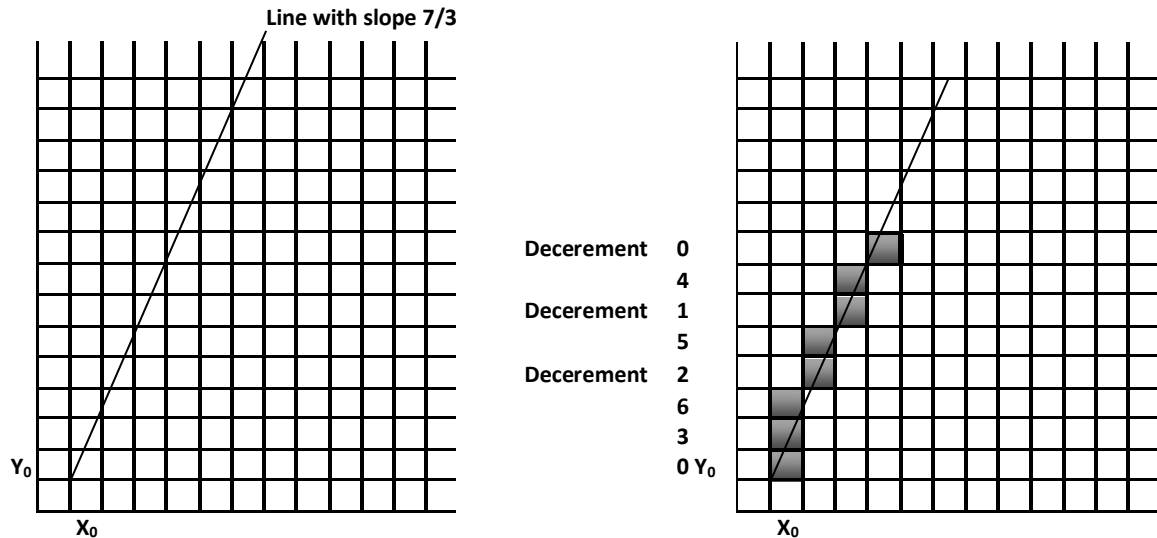 Line with slope 7/3
Y₀
X₀
Decerement 0
4
Decerement 1
5
Decerement 2
6
3
0 Y₀
X₀